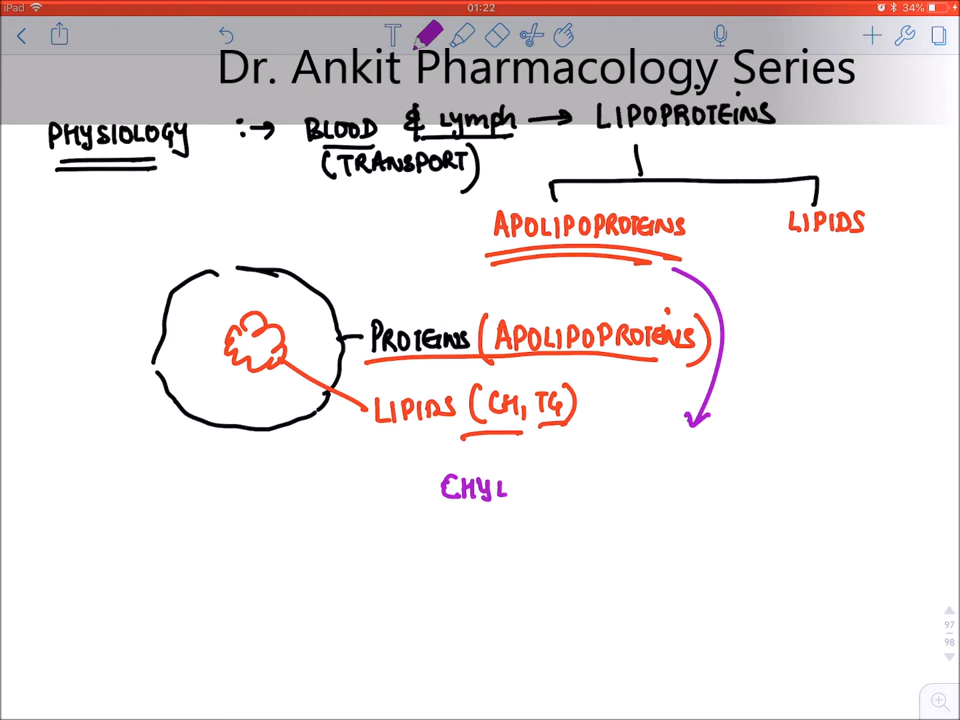 iPad 01:22 34%
T
Dr. Ankit Pharmacology Series
PHYSIOLOGY :→ BLOOD & Lymph → LIPOPROTEINS
(TRANSPORT)
APOLIPOPROTEINS LIPIDS
PROTEINS (APOLIPOPROTEINS)
LIPIDS (CH, TG)
CHYL
97
98